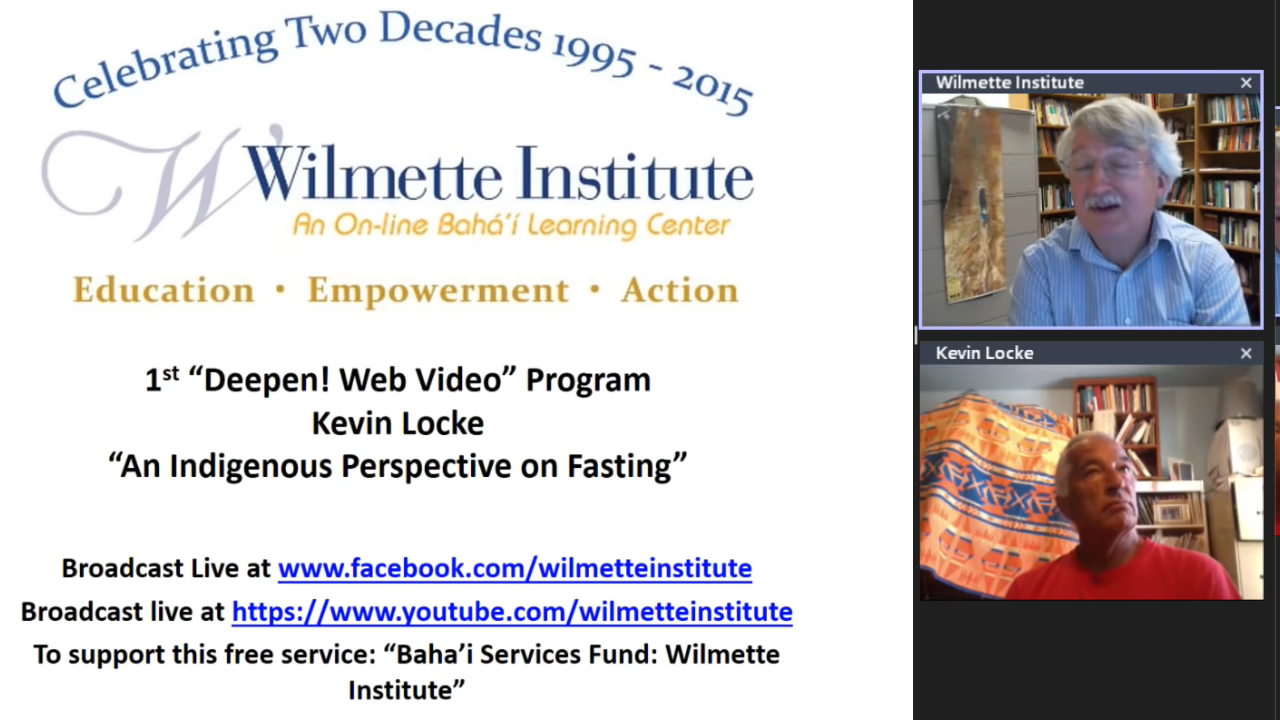 Celebrating Two Decades 1995 - 2015
W Wilmette Institute
An On-line Bahá'í Learning Center
Education • Empowerment • Action
1st “Deepen! Web Video” Program
Kevin Locke
“An Indigenous Perspective on Fasting”
Broadcast Live at www.facebook.com/wilmetteinstitute
Broadcast live at https://www.youtube.com/wilmetteinstitute
To support this free service: “Baha’i Services Fund: Wilmette
Institute”
Wilmette Institute
Kevin Locke